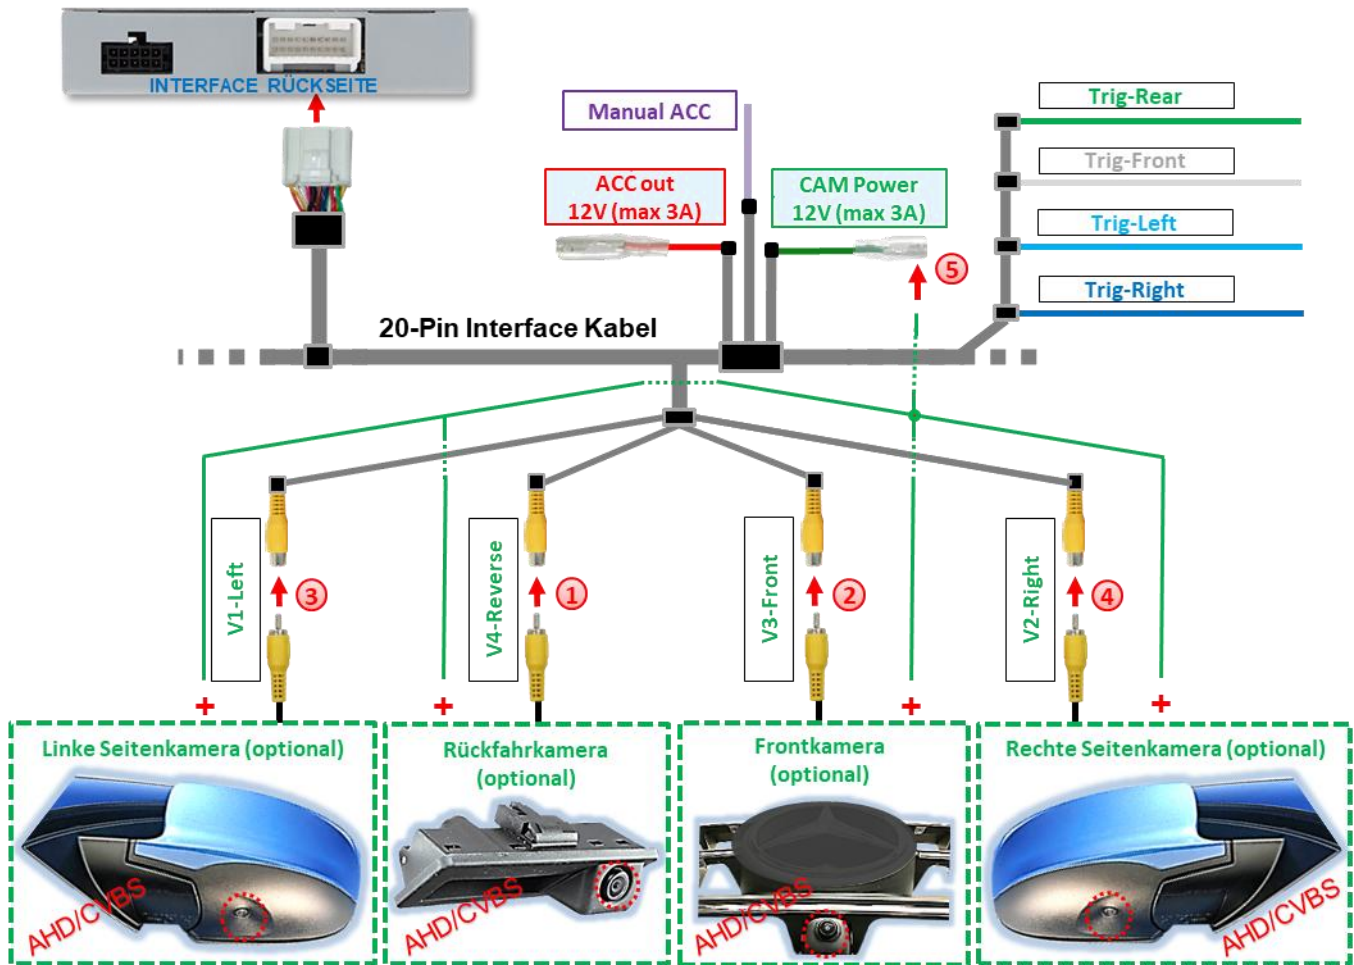 INTERFACE RÜCKSEITE
Manual ACC
ACC out
12V (max 3A)
CAM Power
12V (max 3A)
Trig-Rear
Trig-Front
Trig-Left
Trig-Right
5
20-Pin Interface Kabel
V1-Left
3
V4-Reverse
1
V3-Front
2
V2-Right
4
+
+
+
+
Linke Seitenkamera (optional)
AHD/CVBS
Rückfahrkamera
(optional)
AHD/CVBS
Frontkamera
(optional)
AHD/CVBS
Rechte Seitenkamera (optional)
AHD/CVBS